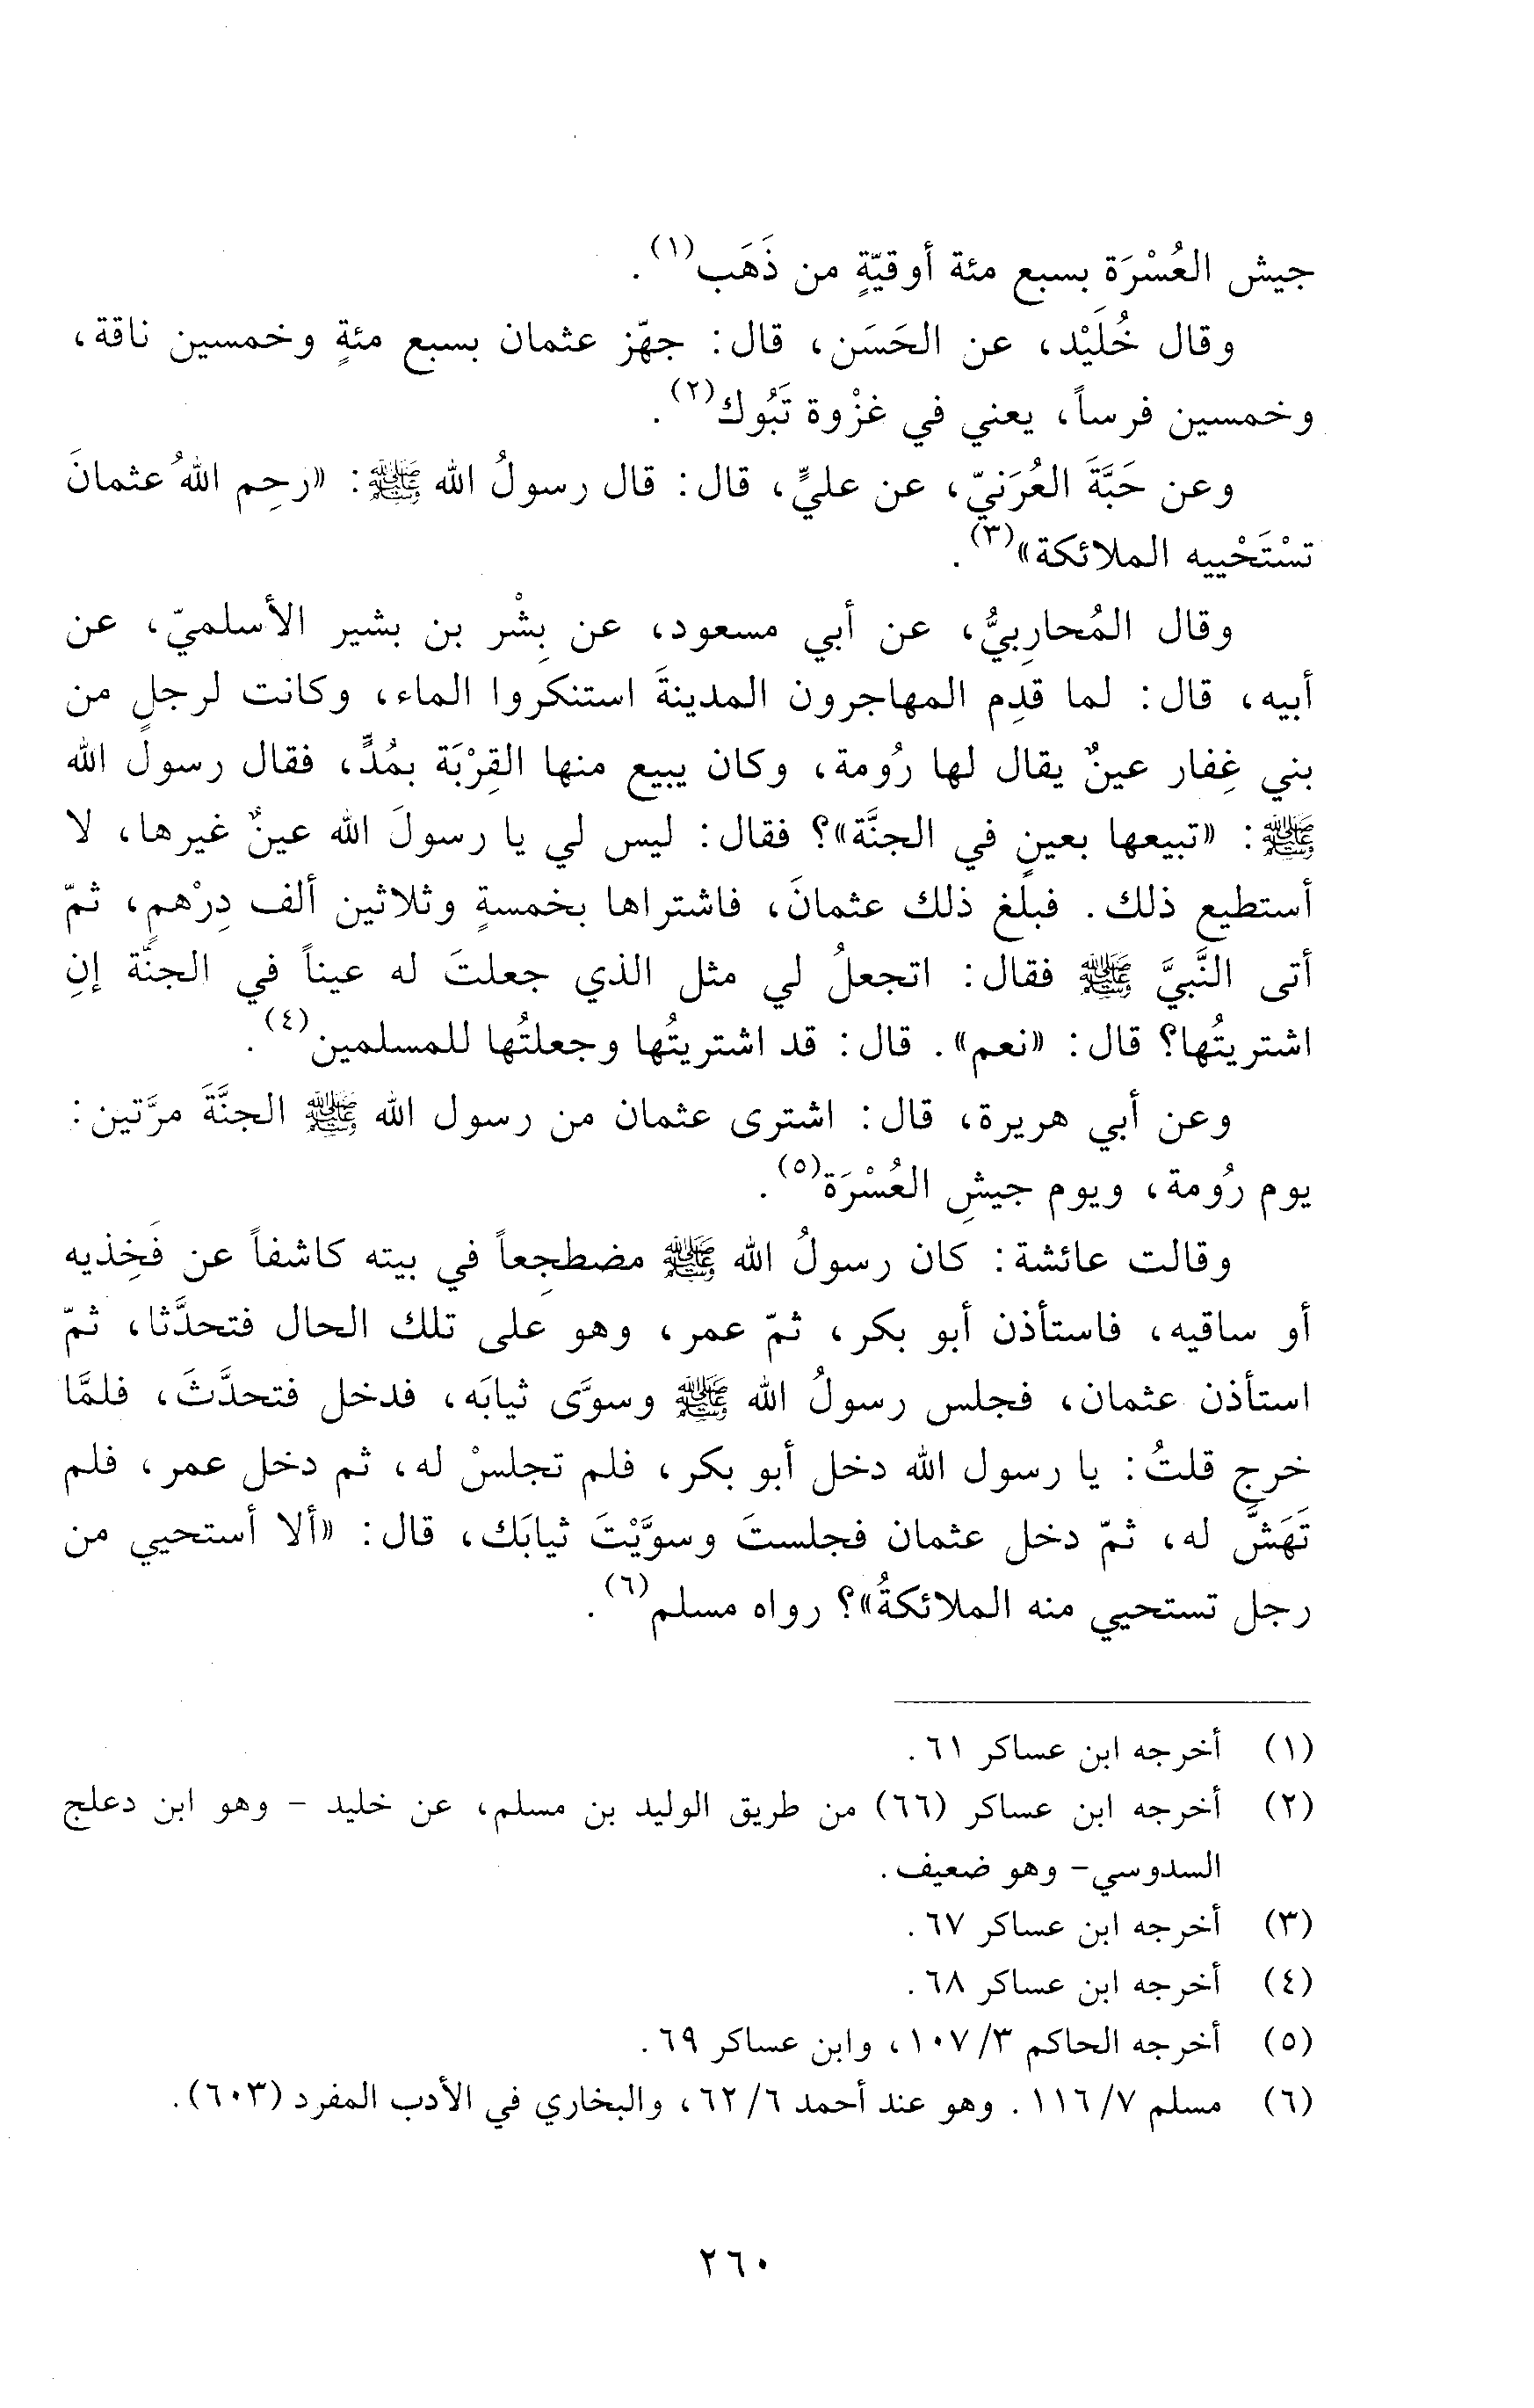 جيش العُسْرَة بسبع مئة أوقيّةٍ من ذَهَب(١).
وقال خُلَيْد، عن الحَسَن، قال: جهّز عثمان بسبع مئةٍ وخمسين ناقة،
وخمسين فرساً، يعني في غزْوة تَبُوك(٢).
وعن حَبَّةَ العُرَنيّ، عن عليٍّ، قال: قال رسولُ الله ﷺ: «رحِم اللهُ عثمانَ
تسْتَحْييه الملائكة»(٣).
وقال المُحارِبيُّ، عن أبي مسعود، عن بِشْر بن بشير الأسلميّ، عن
أبيه، قال: لما قدِم المهاجرون المدينةَ استنكروا الماء، وكانت لرجلٍ من
بني غِفار عينٌ يقال لها رُومة، وكان يبيع منها القِرْبَة بمُدٍّ، فقال رسول الله
ﷺ: «تبيعها بعينٍ في الجنَّة»؟ فقال: ليس لي يا رسولَ الله عينٌ غيرها، لا
أستطيع ذلك. فبلغ ذلك عثمانَ، فاشتراها بخمسةٍ وثلاثين ألف دِرْهمٍ، ثمّ
أتى النَّبيَّ ﷺ فقال: اتجعلُ لي مثل الذي جعلتَ له عيناً في الجنّة إنِ
اشتريتُها؟ قال: «نعم». قال: قد اشتريتُها وجعلتُها للمسلمين(٤).
وعن أبي هريرة، قال: اشترى عثمان من رسول الله ﷺ الجنَّةَ مرَّتين:
يوم رُومة، ويوم جيشِ العُسْرَة(٥).
وقالت عائشة: كان رسولُ الله ﷺ مضطجِعاً في بيته كاشفاً عن فَخِذيه
أو ساقيه، فاستأذن أبو بكر، ثمّ عمر، وهو على تلك الحال فتحدَّثا، ثمّ
استأذن عثمان، فجلس رسولُ الله ﷺ وسوَّى ثيابَه، فدخل فتحدَّثَ، فلمَّا
خرج قلتُ: يا رسول الله دخل أبو بكر، فلم تجلسْ له، ثم دخل عمر، فلم
تَهَشَّ له، ثمّ دخل عثمان فجلستَ وسوَّيْتَ ثيابَك، قال: «ألا أستحيي من
رجل تستحيي منه الملائكةُ»؟ رواه مسلم(٦).
(١) أخرجه ابن عساكر ٦١.
(٢) أخرجه ابن عساكر (٦٦) من طريق الوليد بن مسلم، عن خليد - وهو ابن دعلج
السدوسي- وهو ضعيف.
(٣) أخرجه ابن عساكر ٦٧.
(٤) أخرجه ابن عساكر ٦٨.
(٥) أخرجه الحاكم ٣/ ١٠٧، وابن عساكر ٦٩.
(٦) مسلم ٧/ ١١٦. وهو عند أحمد ٦/ ٦٢، والبخاري في الأدب المفرد (٦٠٣).
٢٦٠